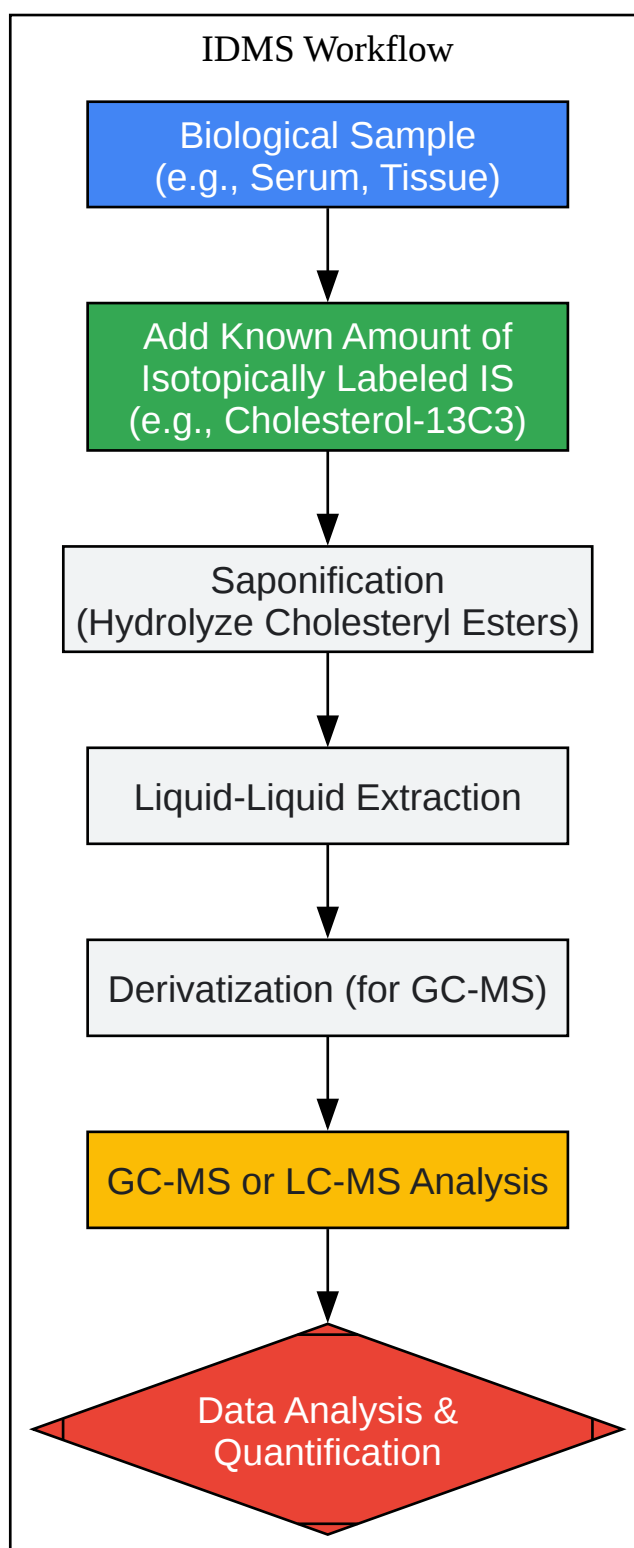 IDMS Workflow
Biological Sample
(e.g., Serum, Tissue)
Add Known Amount of
Isotopically Labeled IS
(e.g., Cholesterol-13C3)
Saponification
(Hydrolyze Cholesteryl Esters)
Liquid-Liquid Extraction
Derivatization (for GC-MS)
GC-MS or LC-MS Analysis
Data Analysis &
Quantification